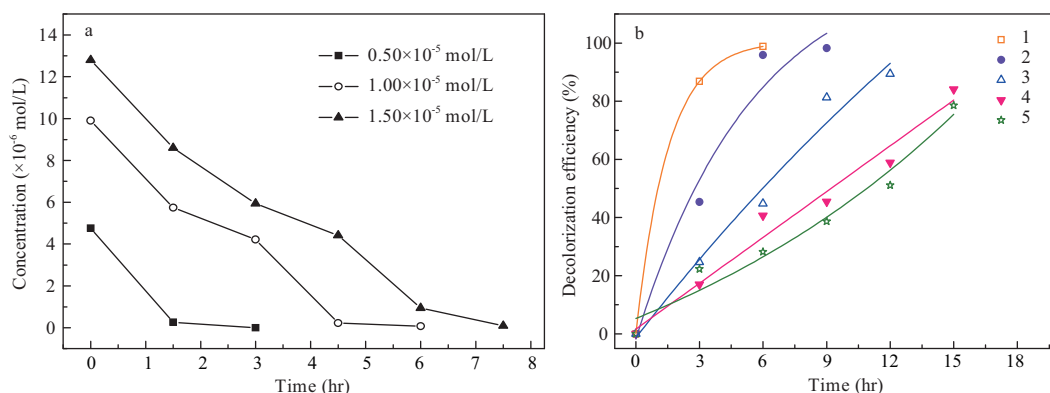 a
0.50×10⁻⁵ mol/L
1.00×10⁻⁵ mol/L
1.50×10⁻⁵ mol/L
14
12
10
8
6
4
2
0
Concentration (×10⁻⁶ mol/L)
0 1 2 3 4 5 6 7 8
Time (hr)
b
1
2
3
4
5
100
80
60
40
20
0
Decolorization efficiency (%)
0 3 6 9 12 15 18
Time (hr)